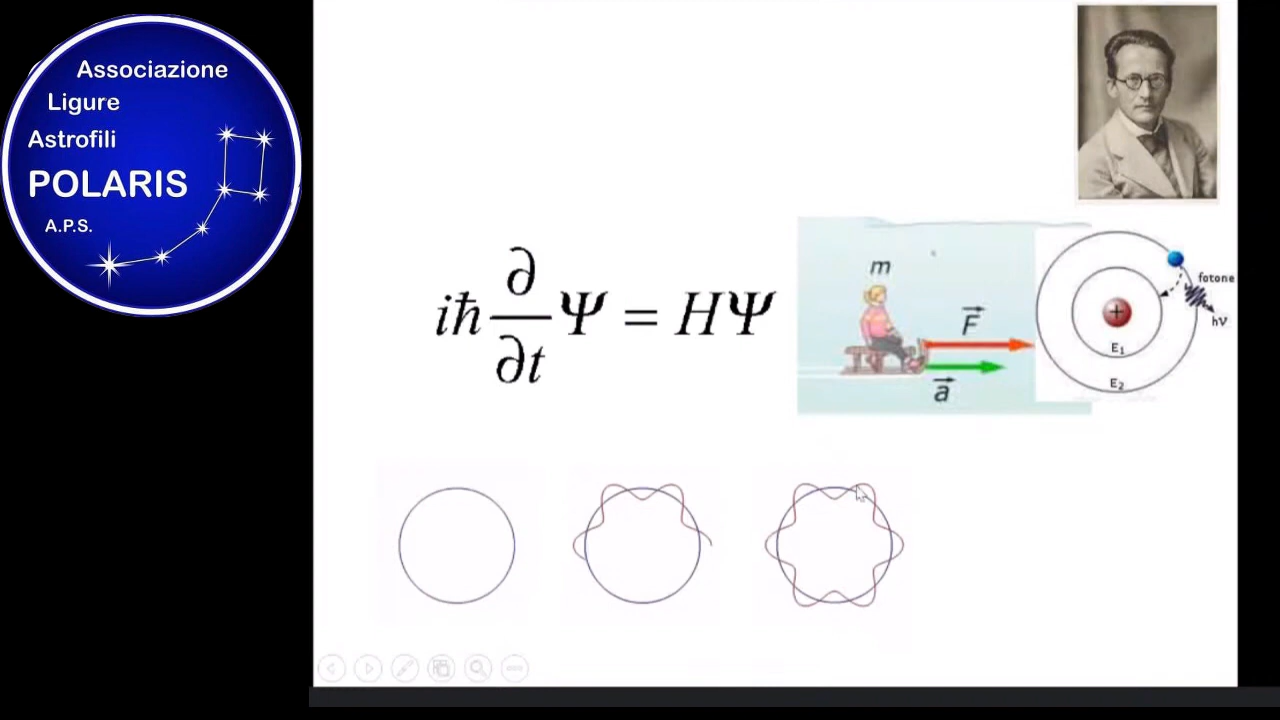 Associazione
Ligure
Astrofili
POLARIS
A.P.S.
iħ ∂/∂t Ψ = HΨ
m
F⃗
a⃗
fotone
hν
E₁
E₂
+